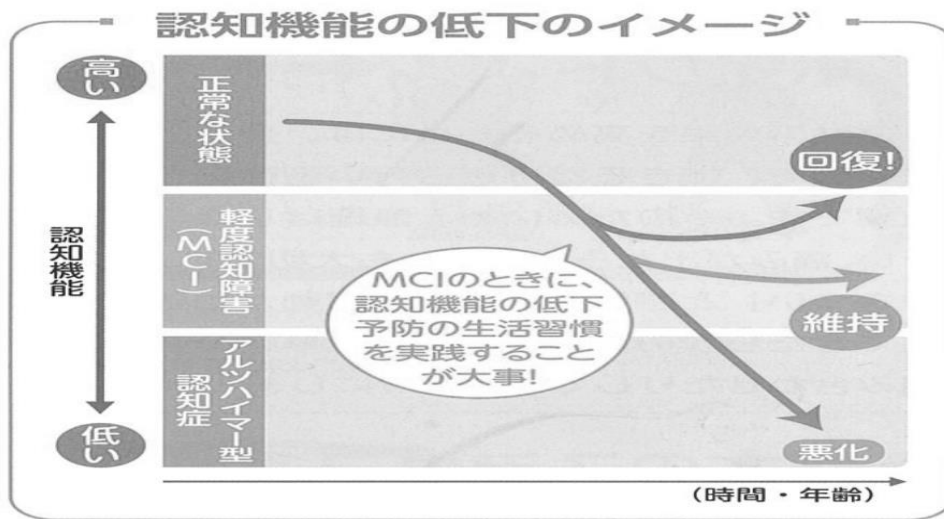 認知機能の低下のイメージ
高い
認知機能
低い
正常な状態
軽度認知障害
(MCI)
アルツハイマー型
認知症
MCIのときに、
認知機能の低下
予防の生活習慣
を実践すること
が大事!
回復!
維持
悪化
(時間・年齢)